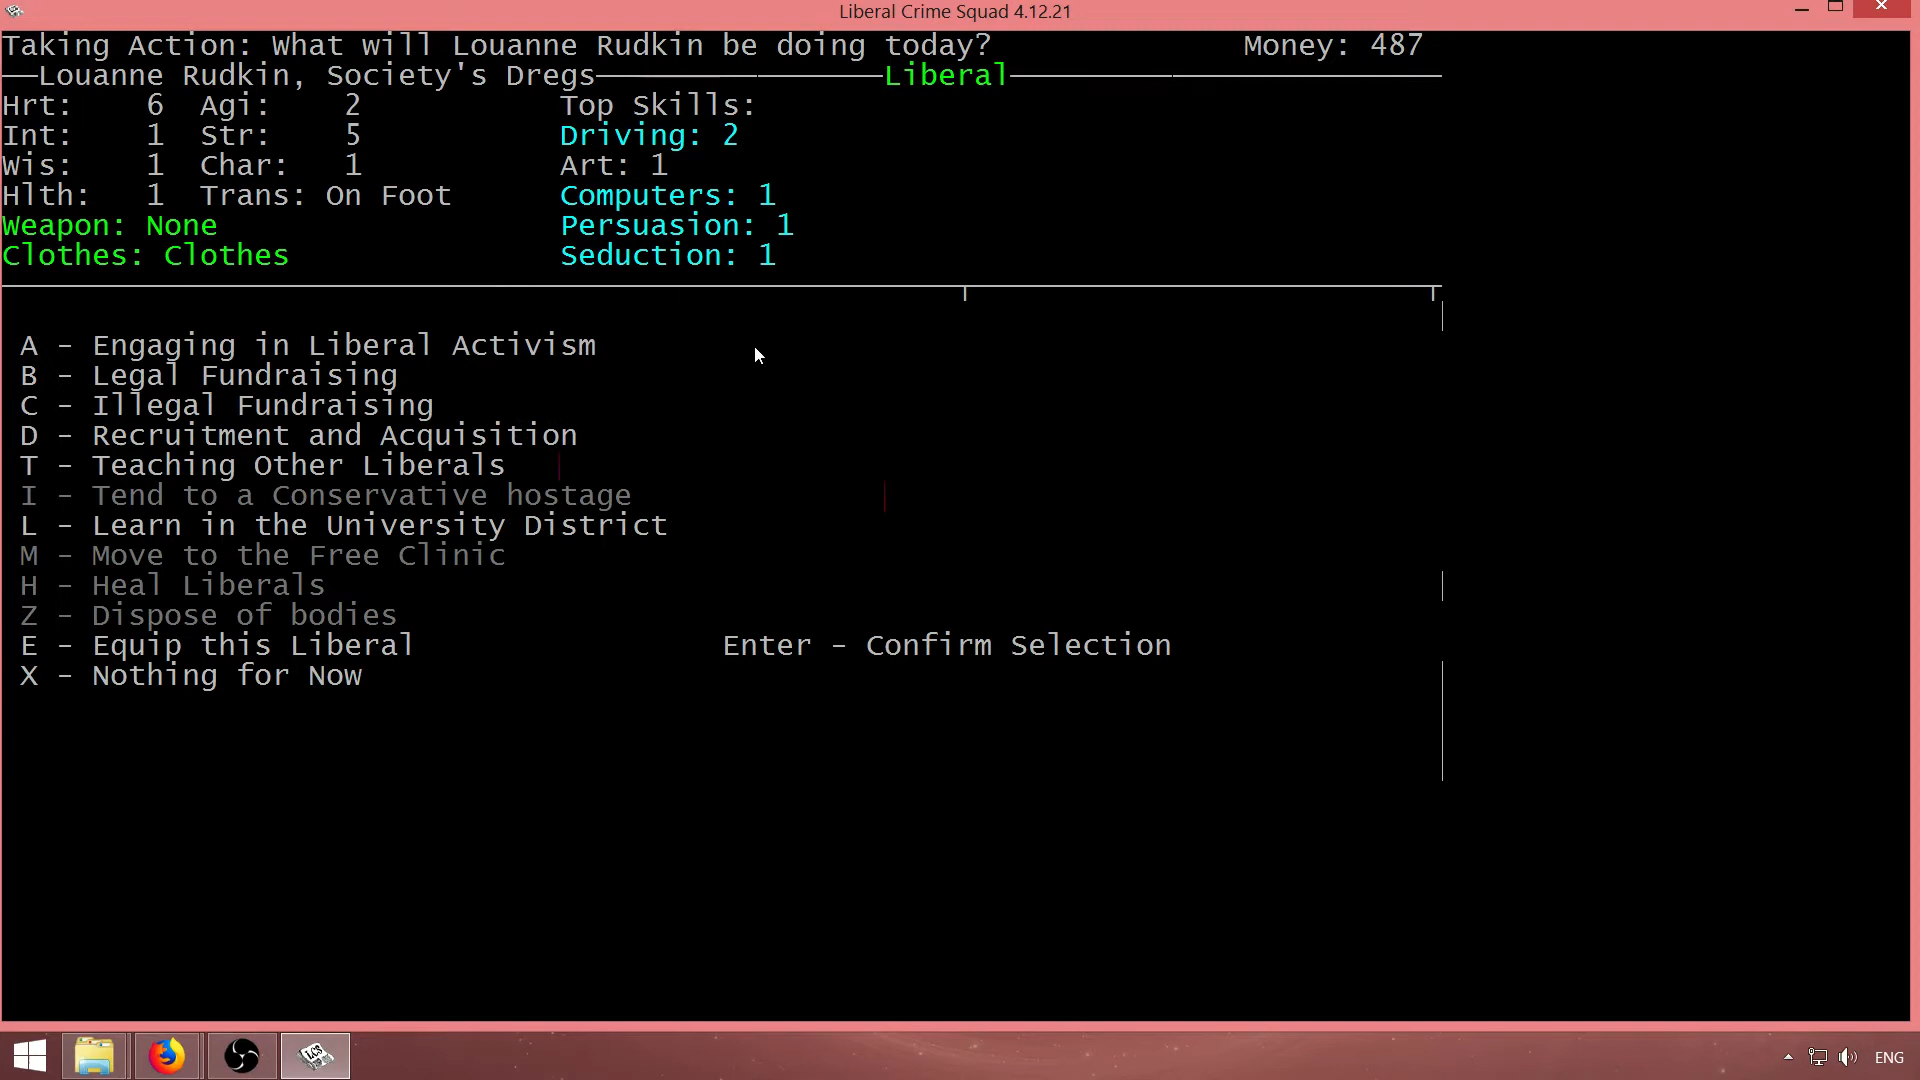 Liberal Crime Squad 4.12.21
Taking Action: What will Louanne Rudkin be doing today? Money: 487
Louanne Rudkin, Society's Dregs Liberal
Hrt: 6 Agi: 2 Top Skills:
Int: 1 Str: 5 Driving: 2
Wis: 1 Char: 1 Art: 1
Hlth: 1 Trans: On Foot Computers: 1
Weapon: None Persuasion: 1
Clothes: Clothes Seduction: 1
A - Engaging in Liberal Activism
B - Legal Fundraising
C - Illegal Fundraising
D - Recruitment and Acquisition
T - Teaching Other Liberals
I - Tend to a Conservative hostage
L - Learn in the University District
M - Move to the Free Clinic
H - Heal Liberals
Z - Dispose of bodies
E - Equip this Liberal Enter - Confirm Selection
X - Nothing for Now
LCS
ENG